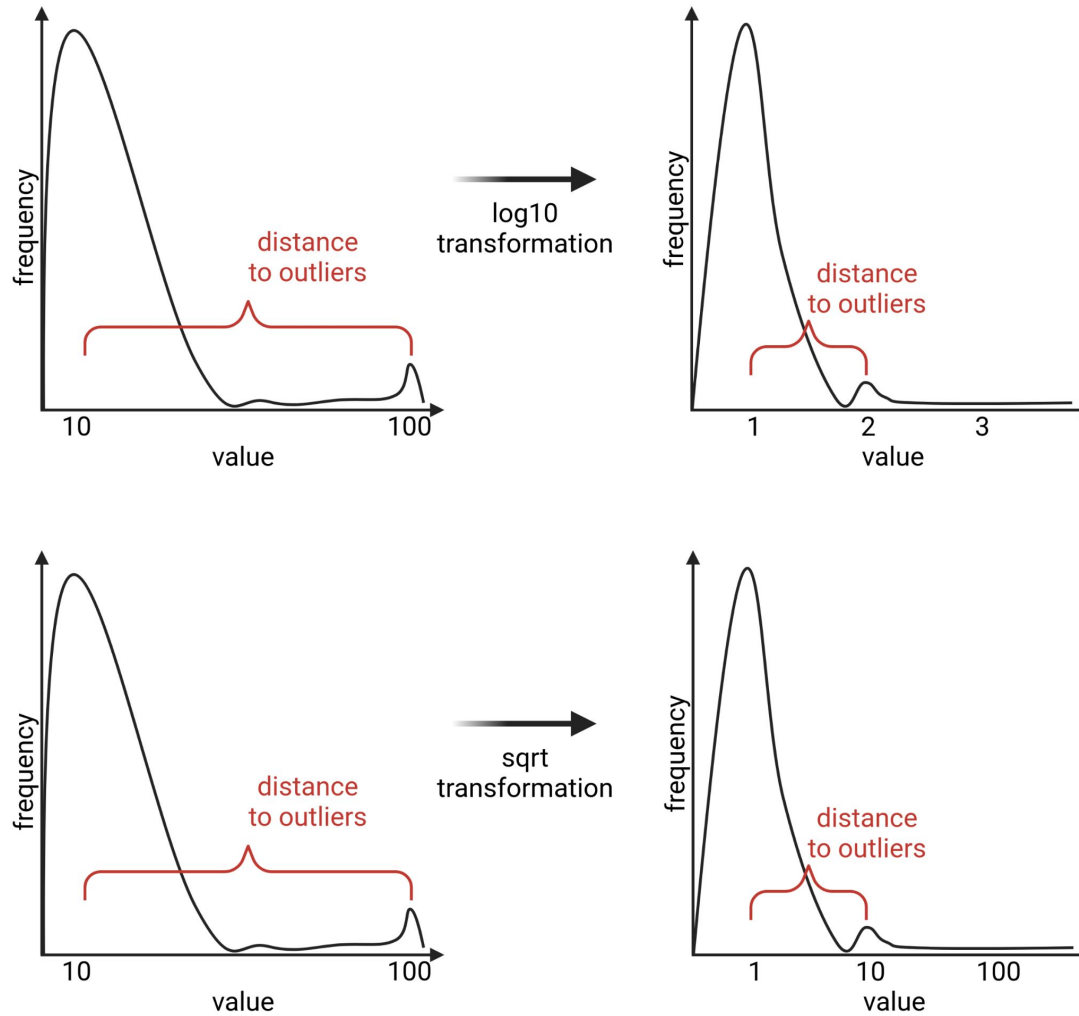 frequency
distance
to outliers
10
100
value
log10
transformation
frequency
distance
to outliers
1
2
3
value
frequency
distance
to outliers
10
100
value
sqrt
transformation
frequency
distance
to outliers
1
10
100
value